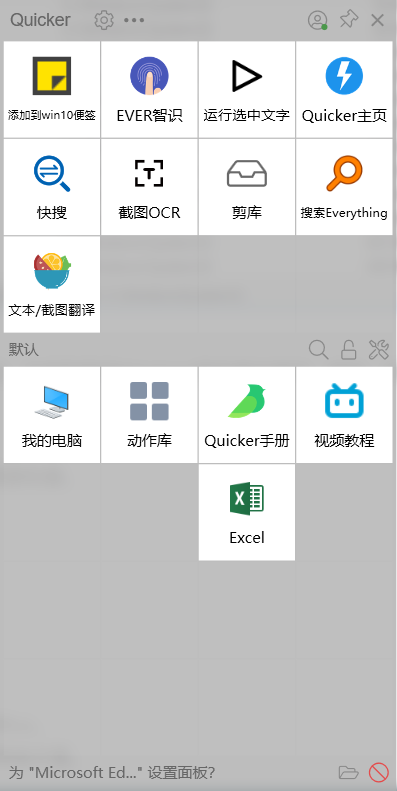 Quicker
添加到win10便签
EVER智识
运行选中文字
Quicker主页
快搜
截图OCR
剪库
搜索Everything
文本/截图翻译
默认
我的电脑
动作库
Quicker手册
视频教程
Excel
为 "Microsoft Ed..." 设置面板?